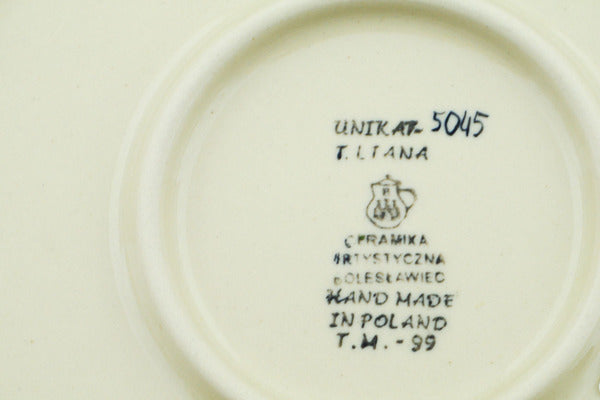 UNIKAT- 5045
T. LIANA
CERAMIKA
ARTYSTYCZNA
BOLESŁAWIEC
HAND MADE
IN POLAND
T.M. - 99